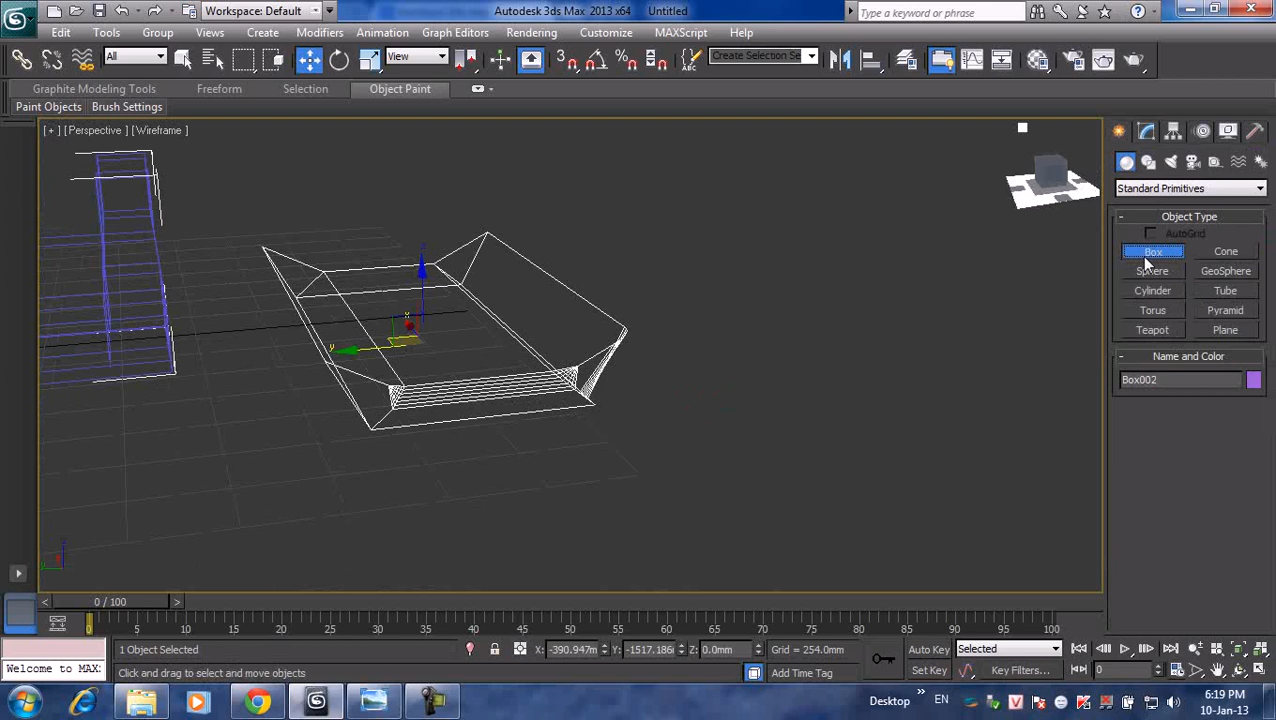 Workspace: Default
Autodesk 3ds Max 2013 x64
Untitled
Type a keyword or phrase
Edit
Tools
Group
Views
Create
Modifiers
Animation
Graph Editors
Rendering
Customize
MAXScript
Help
All
View
3
Create Selection Se
Graphite Modeling Tools
Freeform
Selection
Object Paint
Paint Objects
Brush Settings
[ + ] [ Perspective ] [ Wireframe ]
Standard Primitives
Object Type
AutoGrid
Cone
Sphere
GeoSphere
Cylinder
Tube
Torus
Pyramid
Teapot
Plane
Name and Color
Box002
z
x
y
0 / 100
0 5 10 15 20 25 30 35 40 45 50 55 60 65 70 75 80 85 90 95 100
1 Object Selected
X: -390.947m
Y: -1517.186
Z: 0.0mm
Grid = 254.0mm
Auto Key
Selected
Welcome to MAX
Click and drag to select and move objects
Add Time Tag
Set Key
Key Filters...
0
Desktop
EN
6:19 PM
10-Jan-13